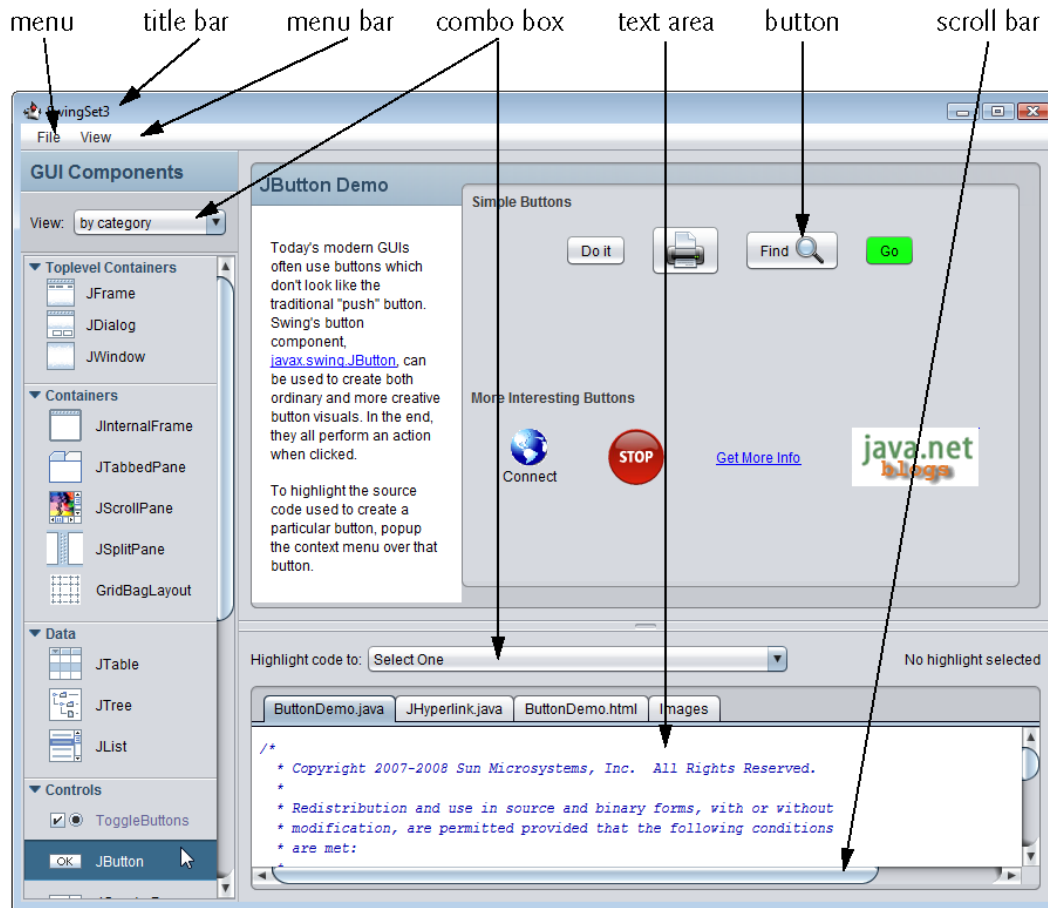 menu title bar menu bar combo box text area button scroll bar
SwingSet3
File View
GUI Components
View: by category
Toplevel Containers
JFrame
JDialog
JWindow
Containers
JInternalFrame
JTabbedPane
JScrollPane
JSplitPane
GridBagLayout
Data
JTable
JTree
JList
Controls
ToggleButtons
OK JButton
JButton Demo
Today's modern GUIs
often use buttons which
don't look like the
traditional "push" button.
Swing's button
component,
javax.swing.JButton, can
be used to create both
ordinary and more creative
button visuals. In the end,
they all perform an action
when clicked.
To highlight the source
code used to create a
particular button, popup
the context menu over that
button.
Simple Buttons
Do it Find Go
More Interesting Buttons
Connect
STOP
Get More Info
java.net
blogs
Highlight code to: Select One No highlight selected
ButtonDemo.java JHyperlink.java ButtonDemo.html Images
/*
* Copyright 2007-2008 Sun Microsystems, Inc. All Rights Reserved.
*
* Redistribution and use in source and binary forms, with or without
* modification, are permitted provided that the following conditions
* are met:
*